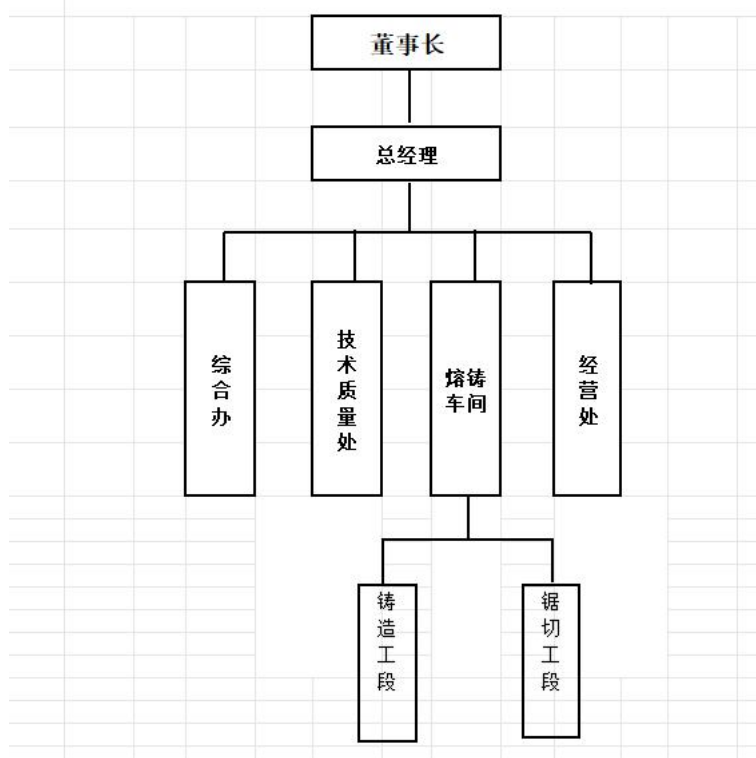 董事长
总经理
综合办
技术质量处
熔铸
车间
经营处
铸造工段
锯切工段